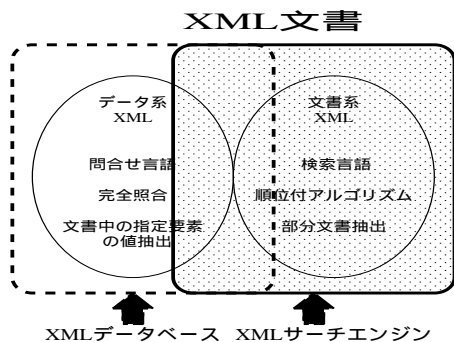 XML文書
データ系
XML
問合せ言語
完全照合
文書中の指定要素
の値抽出
文書系
XML
検索言語
順位付アルゴリズム
部分文書抽出
XMLデータベース
XMLサーチエンジン